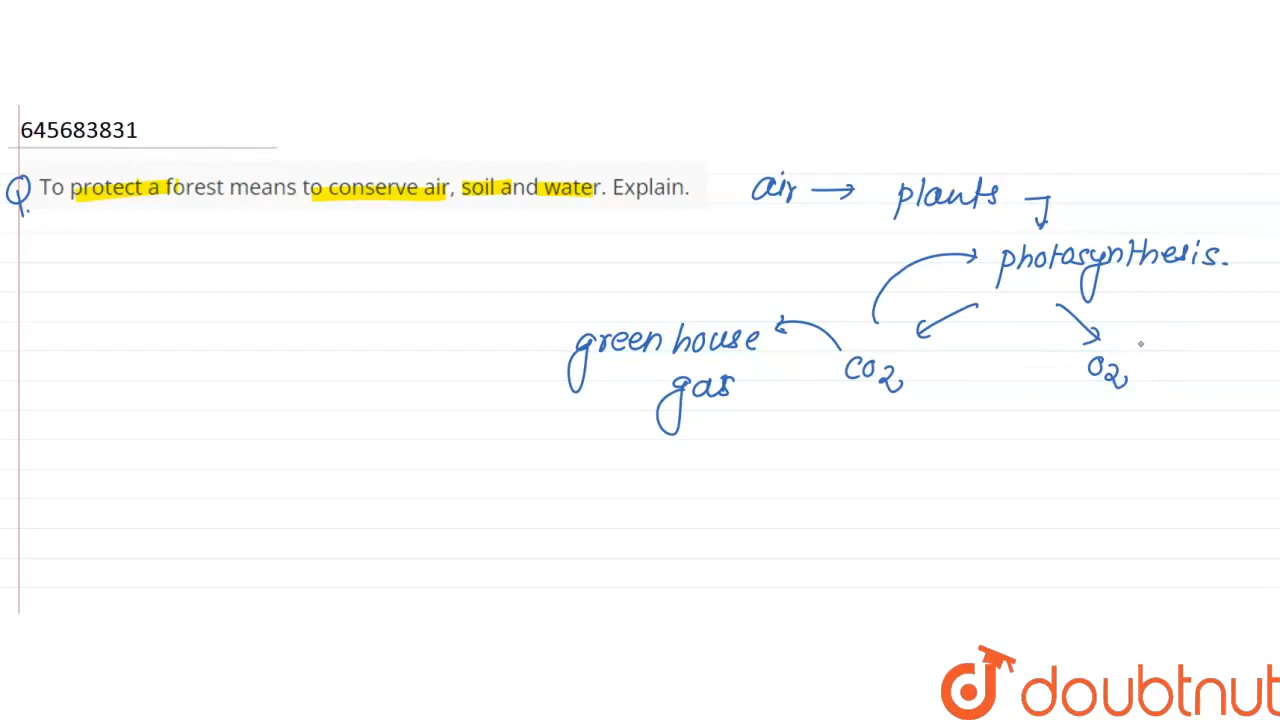 645683831
Q. To protect a forest means to conserve air, soil and water. Explain.
air → plants
photosynthesis.
green house
gas
CO2
O2
doubtnut